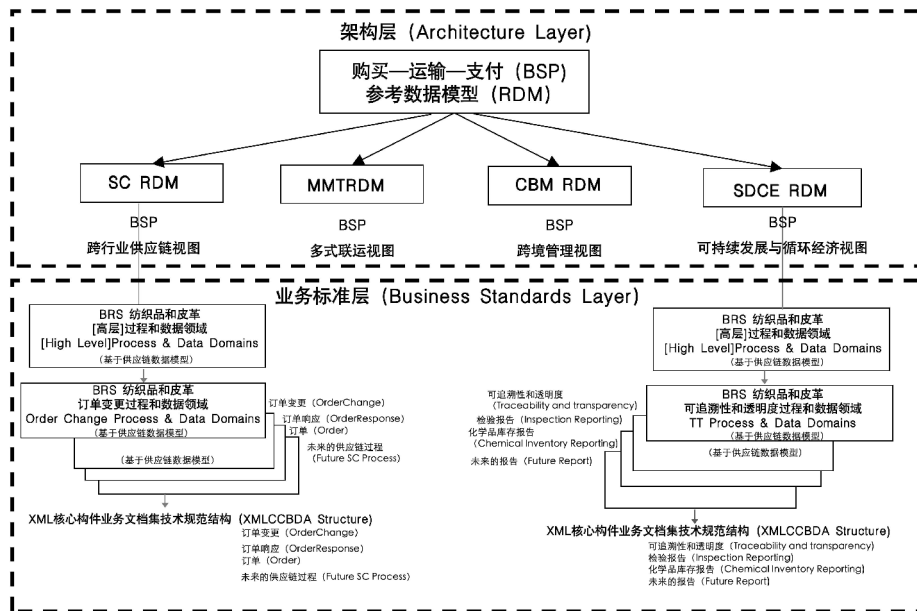 架构层 (Architecture Layer)
购买—运输—支付 (BSP)
参考数据模型 (RDM)
SC RDM
MMTRDM
CBM RDM
SDCE RDM
BSP
BSP
BSP
BSP
跨行业供应链视图
多式联运视图
跨境管理视图
可持续发展与循环经济视图
业务标准层 (Business Standards Layer)
BRS 纺织品和皮革
[高层]过程和数据领域
[High Level]Process & Data Domains
(基于供应链数据模型)
BRS 纺织品和皮革
订单变更过程和数据领域
Order Change Process & Data Domains
(基于供应链数据模型)
(基于供应链数据模型)
订单变更 (OrderChange)
订单响应 (OrderResponse)
订单 (Order)
未来的供应链过程
(Future SC Process)
XML核心构件业务文档集技术规范结构 (XMLCCBDA Structure)
订单变更 (OrderChange)
订单响应 (OrderResponse)
订单 (Order)
未来的供应链过程 (Future SC Process)
BRS 纺织品和皮革
[高层]过程和数据领域
[High Level]Process & Data Domains
(基于供应链数据模型)
可追溯性和透明度
(Traceability and transparency)
检验报告 (Inspection Reporting)
化学品库存报告
(Chemical Inventory Reporting)
未来的报告 (Future Report)
BRS 纺织品和皮革
可追溯性和透明度过程和数据领域
TT Process & Data Domains
(基于供应链数据模型)
(基于供应链数据模型)
XML核心构件业务文档集技术规范结构 (XMLCCBDA Structure)
可追溯性和透明度 (Traceability and transparency)
检验报告 (Inspection Reporting)
化学品库存报告 (Chemical Inventory Reporting)
未来的报告 (Future Report)